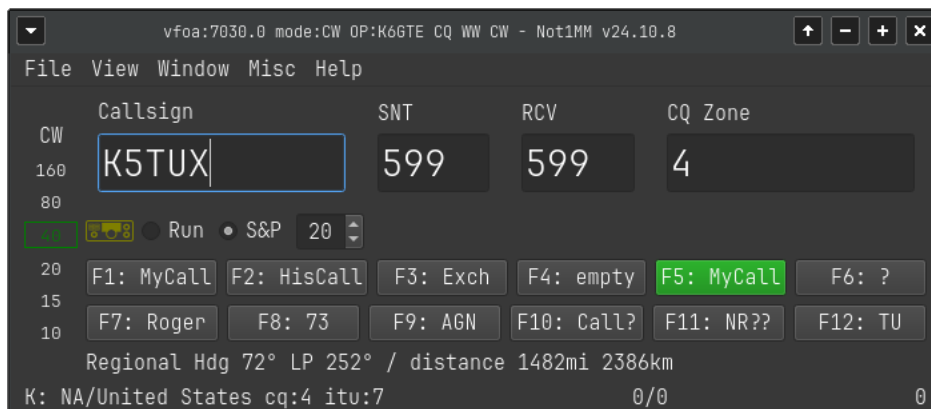 vfoa:7030.0 mode:CW OP:K6GTE CQ WW CW - Not1MM v24.10.8
File View Window Misc Help
Callsign SNT RCV CQ Zone
CW
K5TUX 599 599 4
160
80
40 Run S&P 20
20 F1: MyCall F2: HisCall F3: Exch F4: empty F5: MyCall F6: ?
15
10 F7: Roger F8: 73 F9: AGN F10: Call? F11: NR?? F12: TU
Regional Hdg 72° LP 252° / distance 1482mi 2386km
K: NA/United States cq:4 itu:7 0/0 0